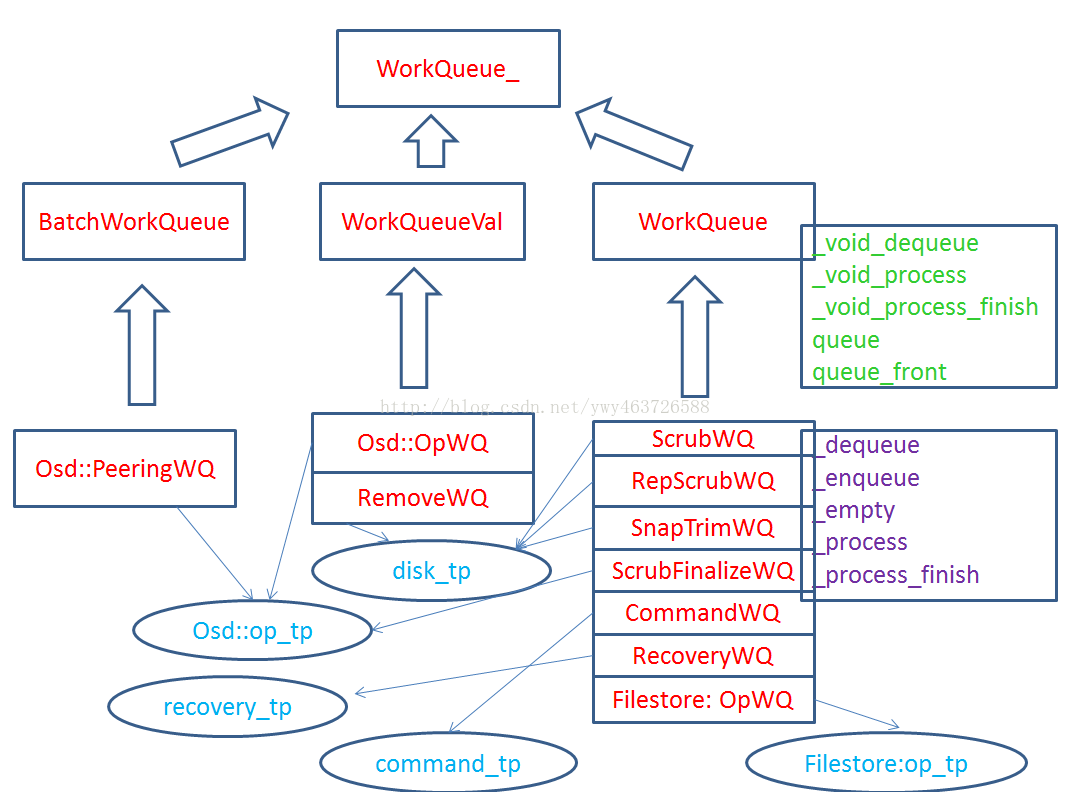 WorkQueue_
BatchWorkQueue
WorkQueueVal
WorkQueue
_void_dequeue
_void_process
_void_process_finish
queue
queue_front
http://blog.csdn.net/ywy463726588
Osd::PeeringWQ
Osd::OpWQ
RemoveWQ
ScrubWQ
RepScrubWQ
SnapTrimWQ
ScrubFinalizeWQ
CommandWQ
RecoveryWQ
Filestore: OpWQ
_dequeue
_enqueue
_empty
_process
_process_finish
disk_tp
Osd::op_tp
recovery_tp
command_tp
Filestore:op_tp